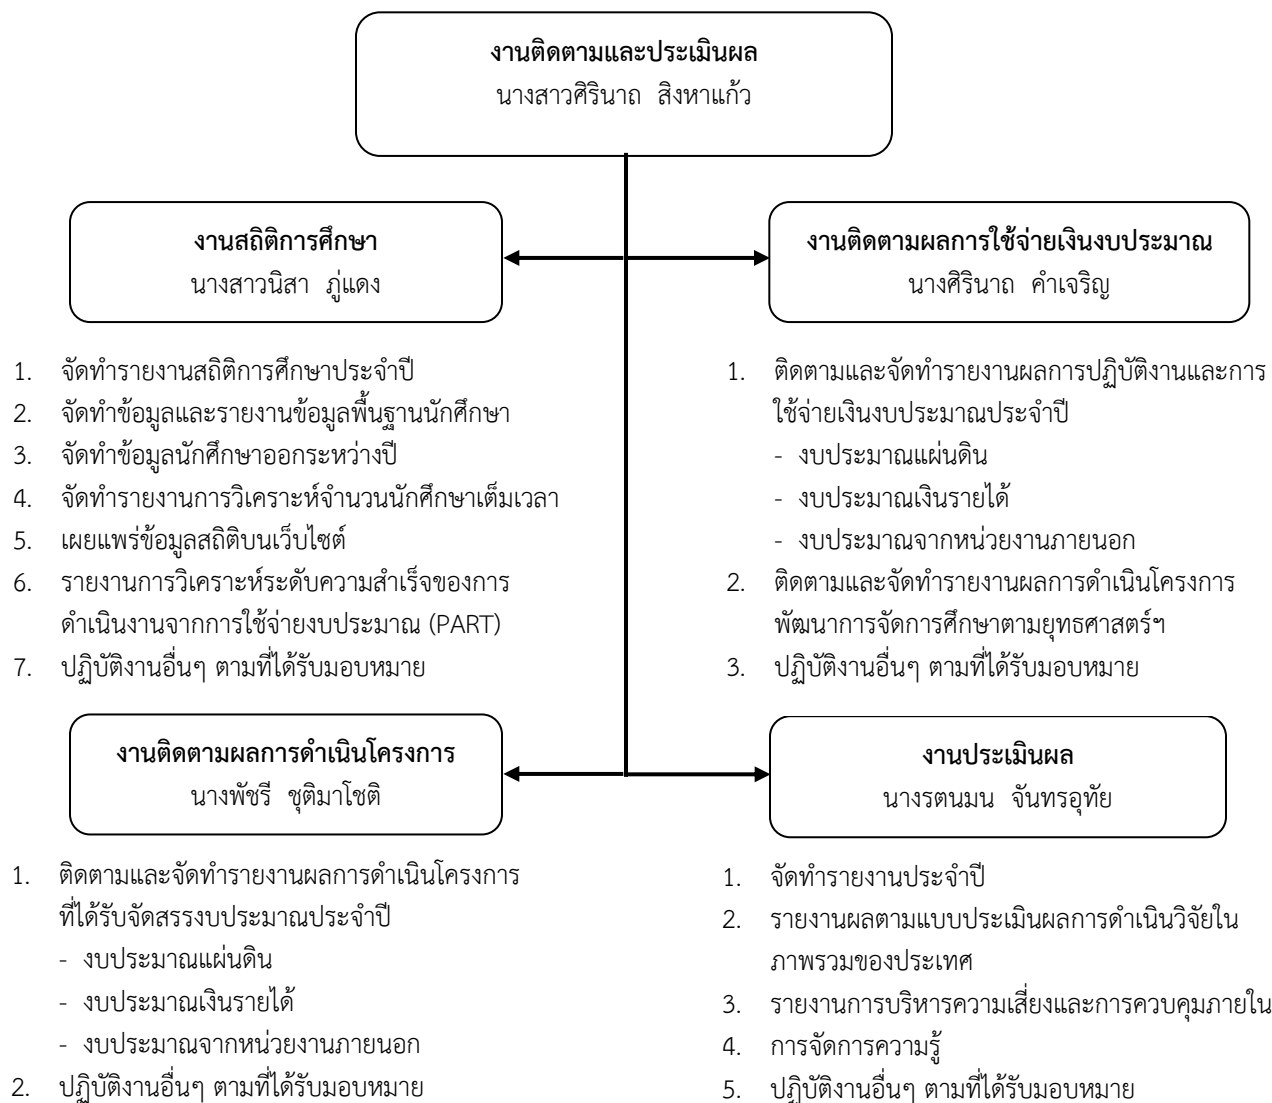 งานติดตามและประเมินผล
นางสาวศิรินาถ สิงหาแก้ว
งานสถิติการศึกษา
นางสาวนิสา ภู่แดง
1. จัดทำรายงานสถิติการศึกษาประจำปี
2. จัดทำข้อมูลและรายงานข้อมูลพื้นฐานนักศึกษา
3. จัดทำข้อมูลนักศึกษาออกระหว่างปี
4. จัดทำรายงานการวิเคราะห์จำนวนนักศึกษาเต็มเวลา
5. เผยแพร่ข้อมูลสถิติบนเว็บไซต์
6. รายงานการวิเคราะห์ระดับความสำเร็จของการ
ดำเนินงานจากการใช้จ่ายงบประมาณ (PART)
7. ปฏิบัติงานอื่นๆ ตามที่ได้รับมอบหมาย
งานติดตามผลการใช้จ่ายเงินงบประมาณ
นางศิรินาถ คำเจริญ
1. ติดตามและจัดทำรายงานผลการปฏิบัติงานและการ
ใช้จ่ายเงินงบประมาณประจำปี
- งบประมาณแผ่นดิน
- งบประมาณเงินรายได้
- งบประมาณจากหน่วยงานภายนอก
2. ติดตามและจัดทำรายงานผลการดำเนินโครงการ
พัฒนาการจัดการศึกษาตามยุทธศาสตร์ฯ
3. ปฏิบัติงานอื่นๆ ตามที่ได้รับมอบหมาย
งานติดตามผลการดำเนินโครงการ
นางพัชรี ชุติมาโชติ
1. ติดตามและจัดทำรายงานผลการดำเนินโครงการ
ที่ได้รับจัดสรรงบประมาณประจำปี
- งบประมาณแผ่นดิน
- งบประมาณเงินรายได้
- งบประมาณจากหน่วยงานภายนอก
2. ปฏิบัติงานอื่นๆ ตามที่ได้รับมอบหมาย
งานประเมินผล
นางรตนมน จันทรอุทัย
1. จัดทำรายงานประจำปี
2. รายงานผลตามแบบประเมินผลการดำเนินวิจัยใน
ภาพรวมของประเทศ
3. รายงานการบริหารความเสี่ยงและการควบคุมภายใน
4. การจัดการความรู้
5. ปฏิบัติงานอื่นๆ ตามที่ได้รับมอบหมาย